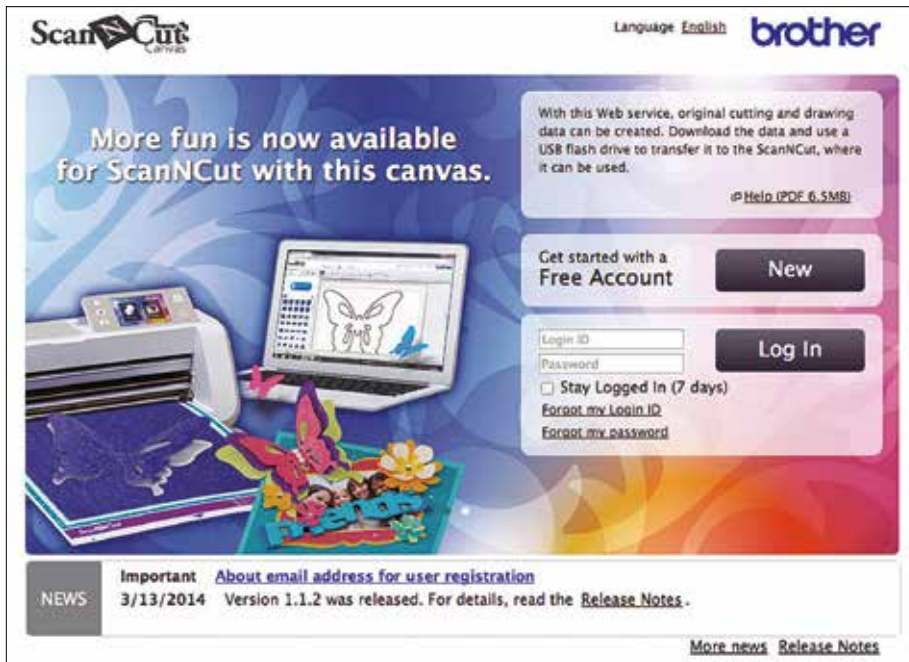 ScanNCut
Canvas
Language English
brother
More fun is now available
for ScanNCut with this canvas.
With this Web service, original cutting and drawing
data can be created. Download the data and use a
USB flash drive to transfer it to the ScanNCut, where
it can be used.
Help (PDF 6.5MB)
Get started with a
Free Account
New
Login ID
Password
Log In
Stay Logged In (7 days)
Forgot my Login ID
Forgot my password
ScanNCut
Friends
NEWS
Important About email address for user registration
3/13/2014 Version 1.1.2 was released. For details, read the Release Notes.
More news Release Notes